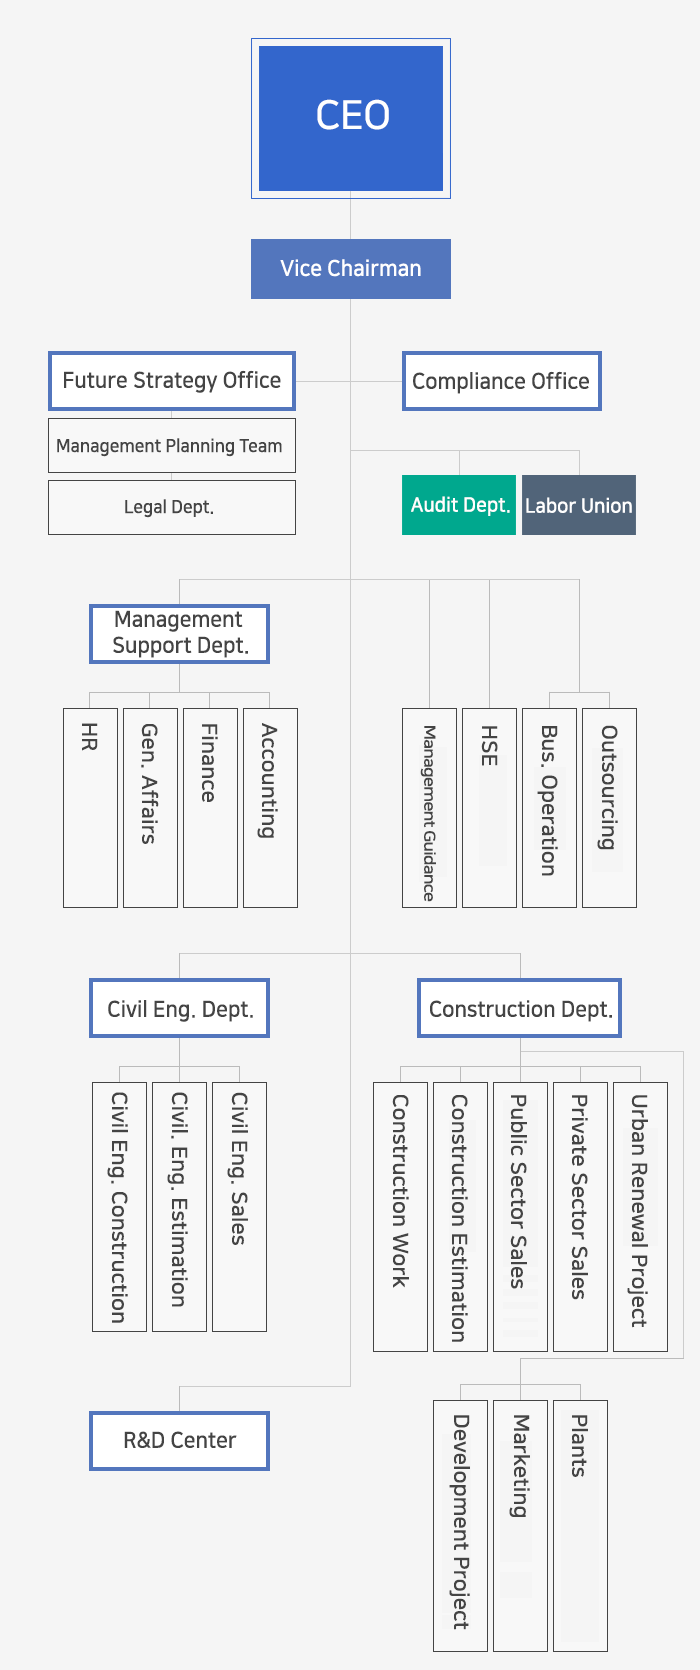 CEO
Vice Chairman
Future Strategy Office
Compliance Office
Management Planning Team
Legal Dept.
Audit Dept.
Labor Union
Management
Support Dept.
HR
Gen. Affairs
Finance
Accounting
Management Guidance
HSE
Bus. Operation
Outsourcing
Civil Eng. Dept.
Construction Dept.
Civil Eng. Construction
Civil. Eng. Estimation
Civil Eng. Sales
Construction Work
Construction Estimation
Public Sector Sales
Private Sector Sales
Urban Renewal Project
R&D Center
Development Project
Marketing
Plants